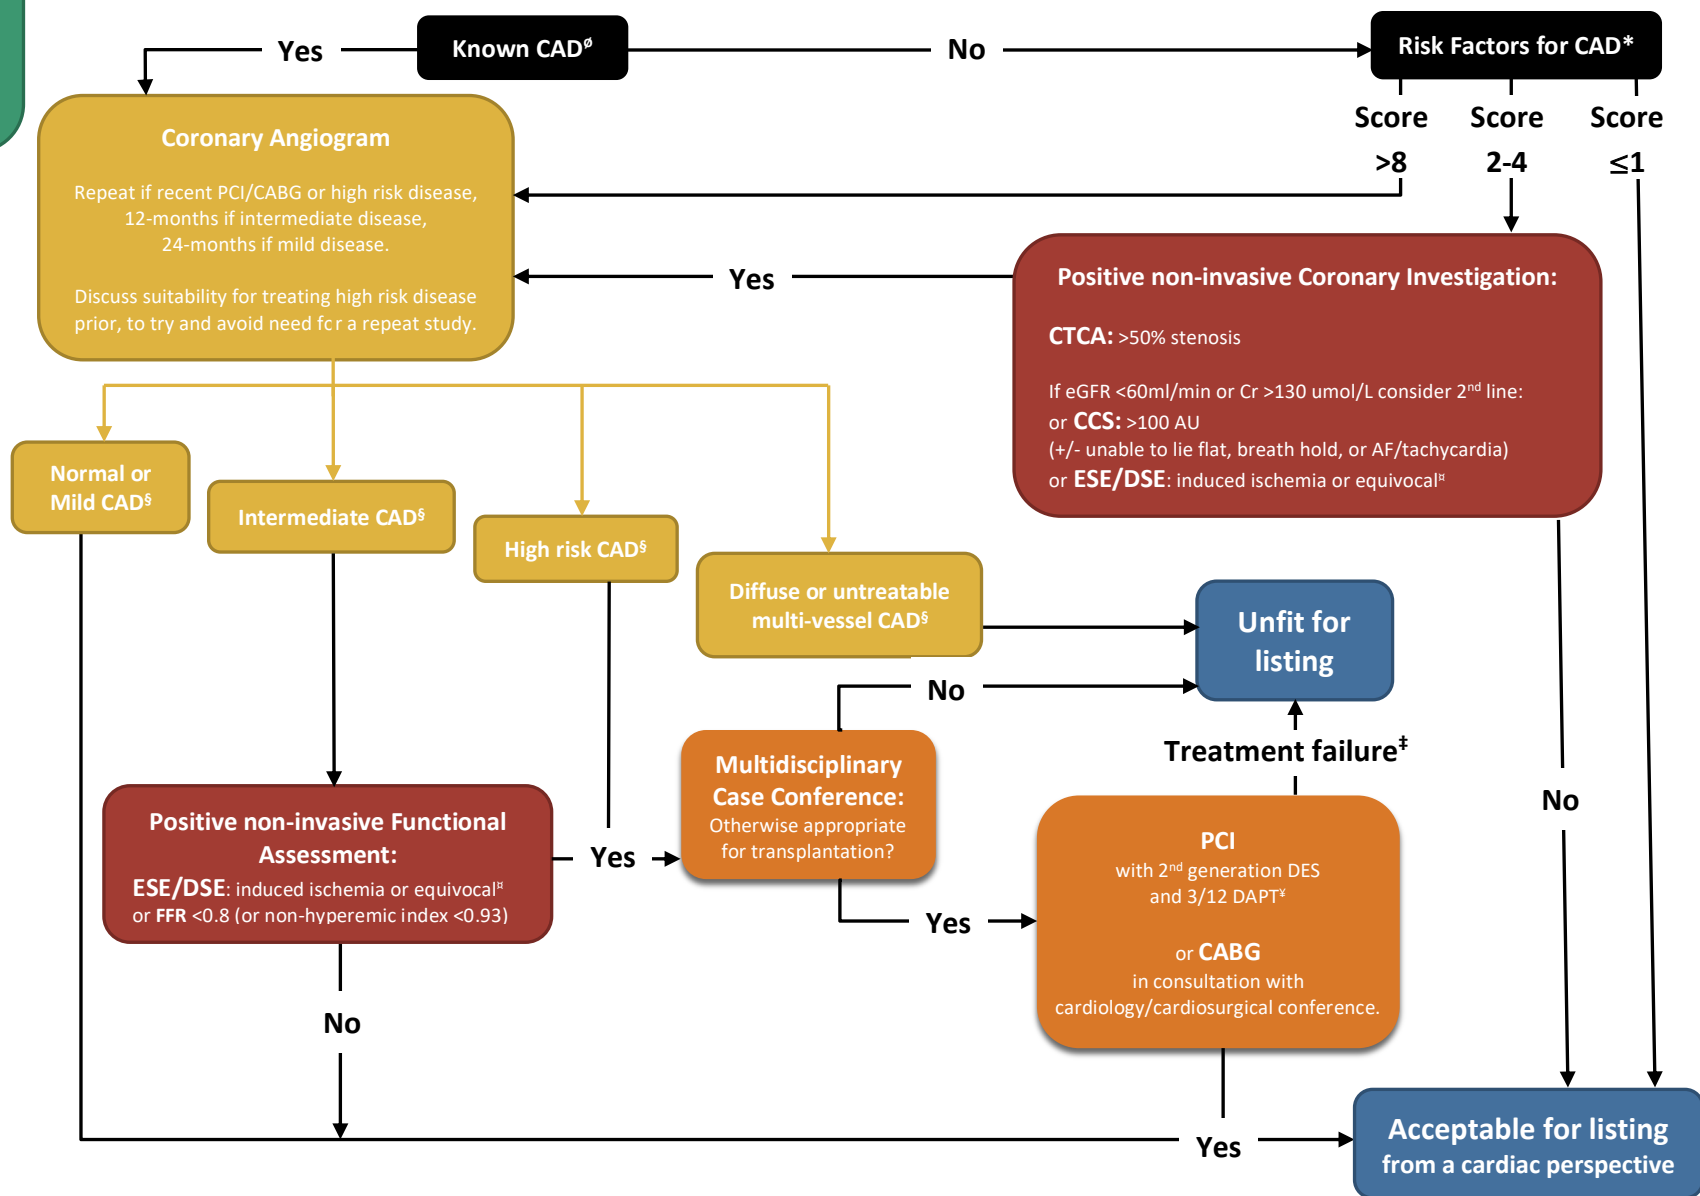 Yes
Known CADø
No
Risk Factors for CAD*
Score
>8
Score
2-4
Score
≤1
Coronary Angiogram
Repeat if recent PCI/CABG or high risk disease,
12-months if intermediate disease,
24-months if mild disease.
Discuss suitability for treating high risk disease
prior, to try and avoid need for a repeat study.
Yes
Positive non-invasive Coronary Investigation:
CTCA: >50% stenosis
If eGFR <60ml/min or Cr >130 umol/L consider 2nd line:
or CCS: >100 AU
(+/- unable to lie flat, breath hold, or AF/tachycardia)
or ESE/DSE: induced ischemia or equivocal¤
Normal or
Mild CAD§
Intermediate CAD§
High risk CAD§
Diffuse or untreatable
multi-vessel CAD§
Unfit for
listing
No
Treatment failure‡
Multidisciplinary
Case Conference:
Otherwise appropriate
for transplantation?
No
Positive non-invasive Functional
Assessment:
ESE/DSE: induced ischemia or equivocal¤
or FFR <0.8 (or non-hyperemic index <0.93)
Yes
PCI
with 2nd generation DES
and 3/12 DAPT¥
or CABG
in consultation with
cardiology/cardiosurgical conference.
Yes
No
Yes
Acceptable for listing
from a cardiac perspective